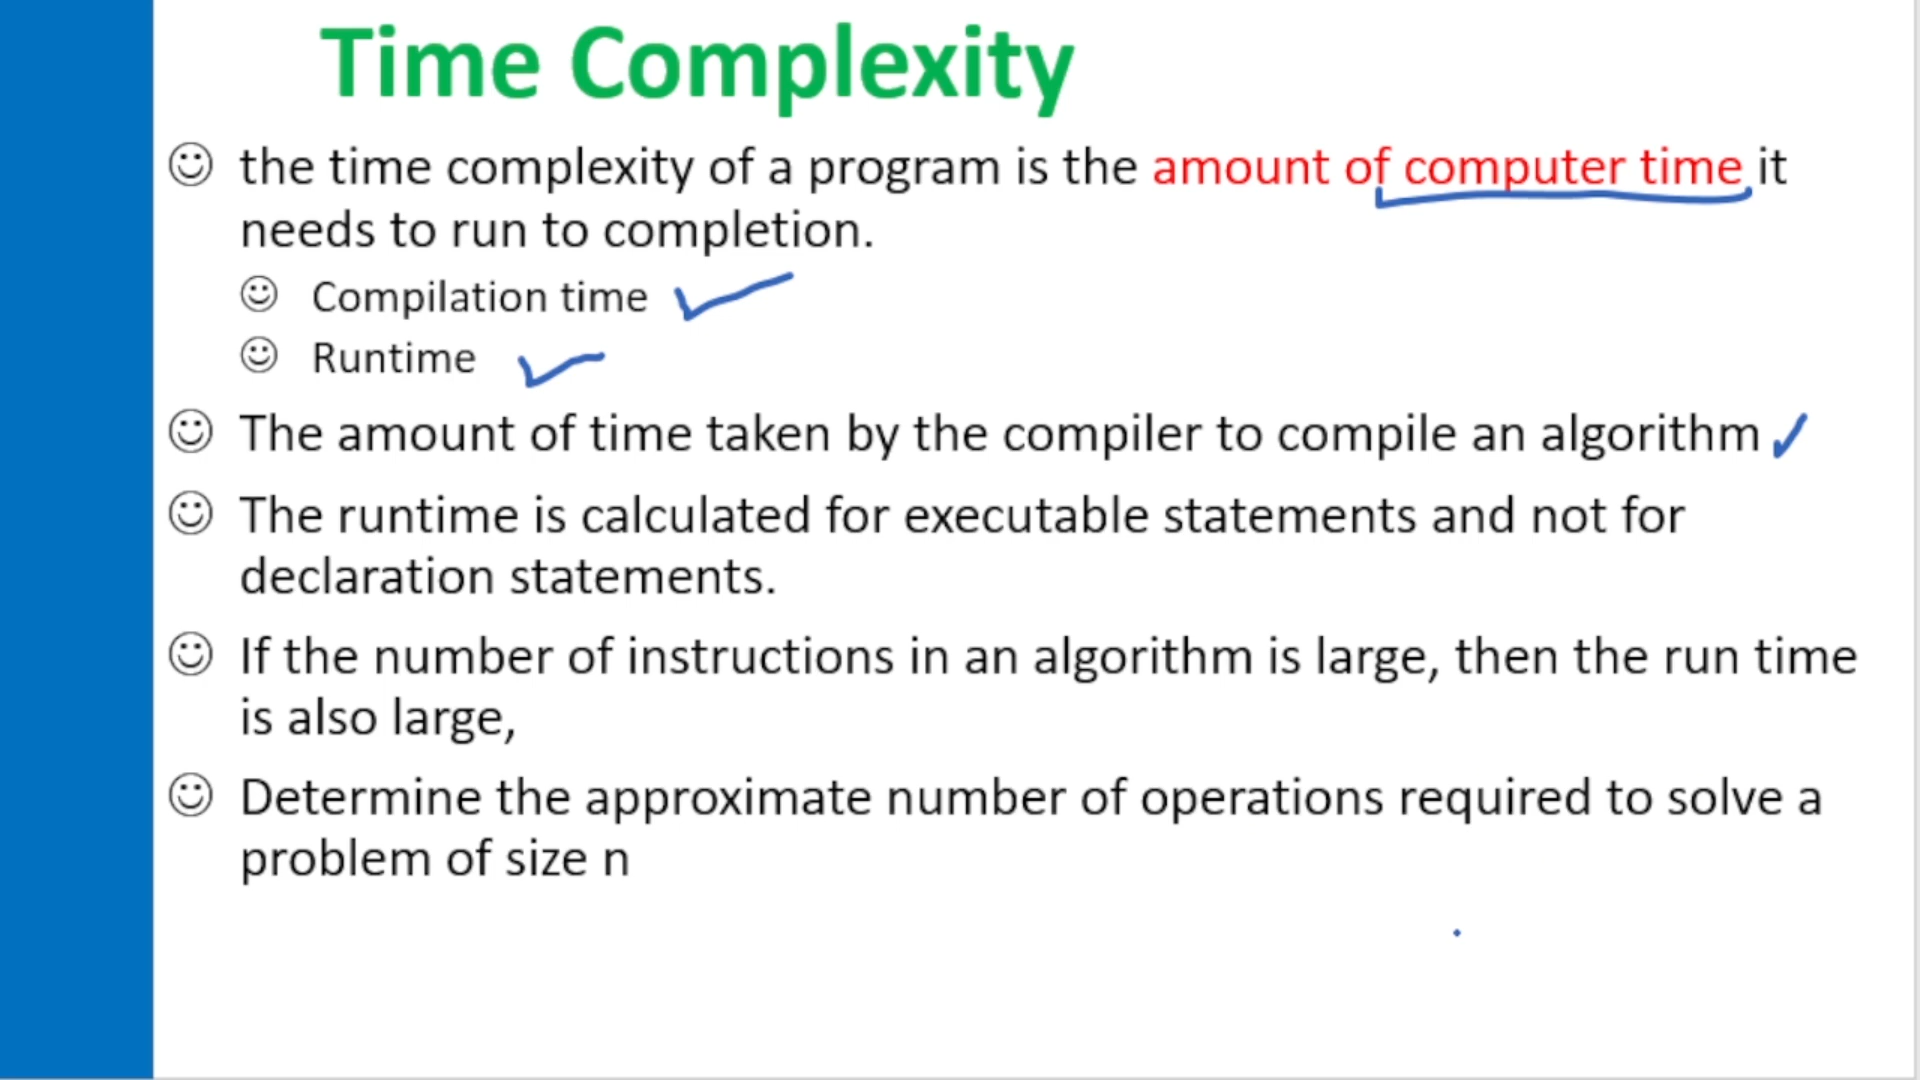 Time Complexity
the time complexity of a program is the amount of computer time it
needs to run to completion.
Compilation time
Runtime
The amount of time taken by the compiler to compile an algorithm
The runtime is calculated for executable statements and not for
declaration statements.
If the number of instructions in an algorithm is large, then the run time
is also large,
Determine the approximate number of operations required to solve a
problem of size n